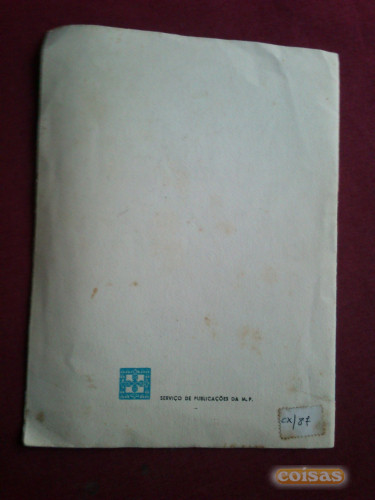 SERVIÇO DE PUBLICAÇÕES DA M. P.
CX/87
coisas